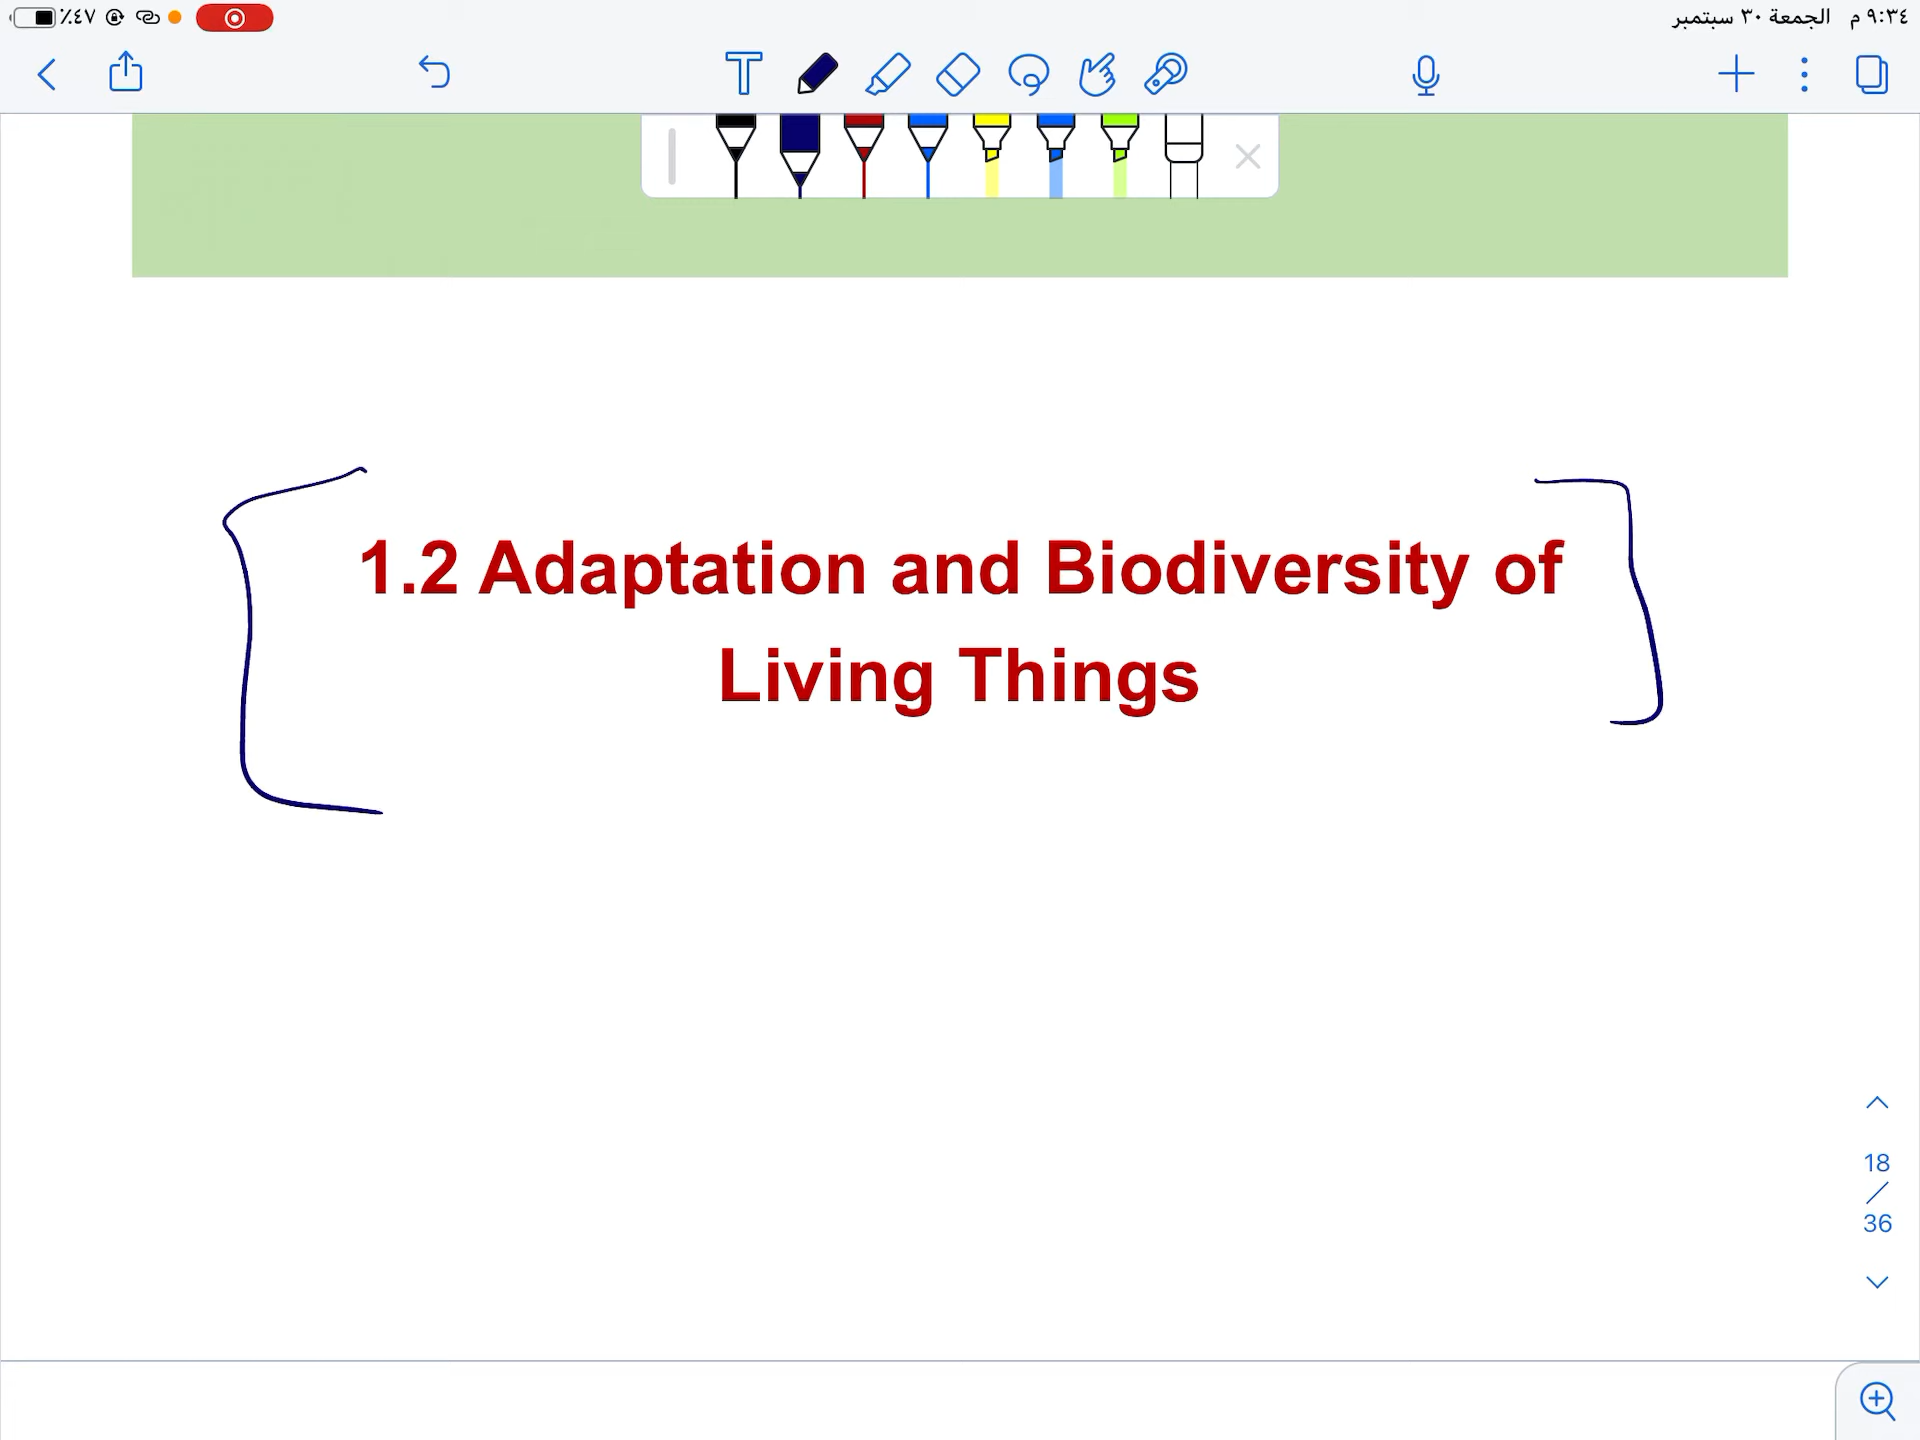 ٪٤٧
٩:٣٤ م الجمعة ٣٠ سبتمبر
T
1.2 Adaptation and Biodiversity of
Living Things
18
/
36